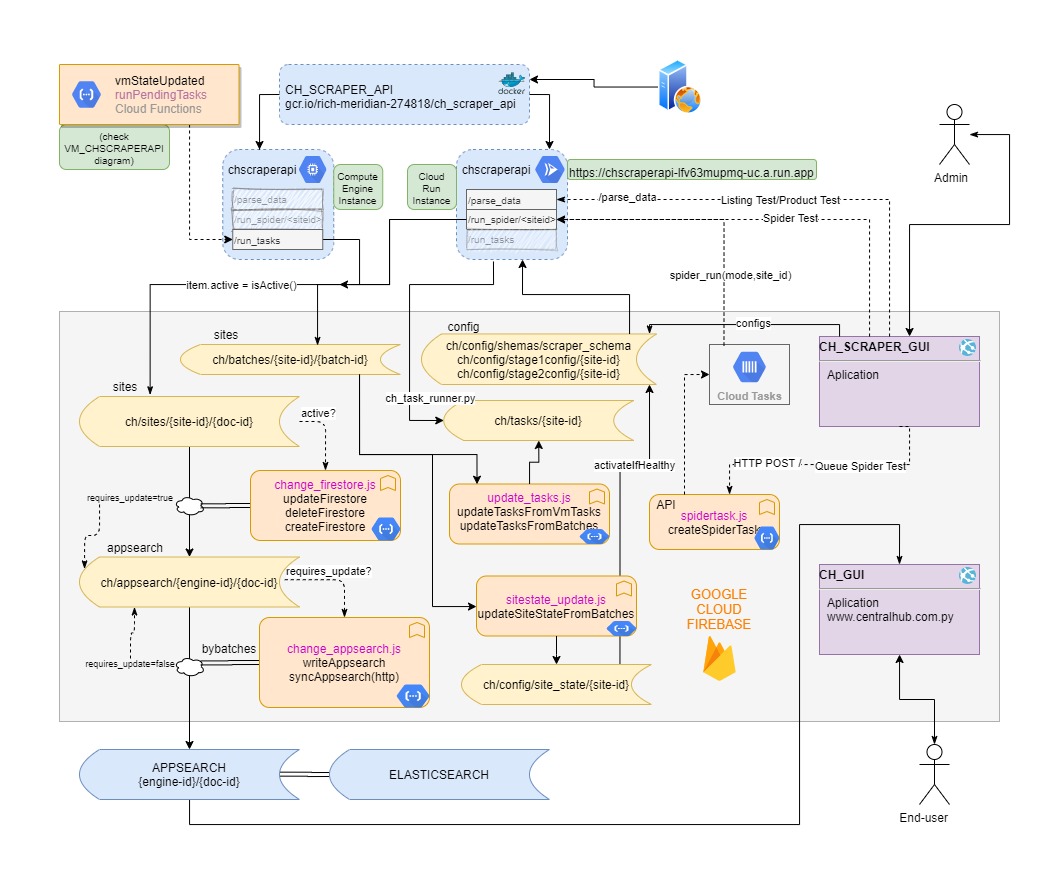 vmStateUpdated
runPendingTasks
Cloud Functions
(check
VM_CHSCRAPERAPI
diagram)
CH_SCRAPER_API
gcr.io/rich-meridian-274818/ch_scraper_api
docker
chscraperapi
/parse_data
/run_spider/<siteid>
/run_tasks
Compute
Engine
Instance
Cloud
Run
Instance
chscraperapi
/parse_data
/run_spider/<siteid>
/run_tasks
https://chscraperapi-lfv63mupmq-uc.a.run.app
/parse_data
Listing Test/Product Test
Spider Test
Admin
spider_run(mode,site_id)
item.active = isActive()
sites
ch/batches/{site-id}/{batch-id}
config
ch/config/shemas/scraper_schema
ch/config/stage1config/{site-id}
ch/config/stage2config/{site-id}
configs
CH_SCRAPER_GUI
Aplication
Cloud Tasks
sites
ch/sites/{site-id}/{doc-id}
active?
ch_task_runner.py
ch/tasks/{site-id}
activateIfHealthy
HTTP POST /
Queue Spider Test
change_firestore.js
updateFirestore
deleteFirestore
createFirestore
requires_update=true
update_tasks.js
updateTasksFromVmTasks
updateTasksFromBatches
API
spidertask.js
createSpiderTask
appsearch
ch/appsearch/{engine-id}/{doc-id}
requires_update?
sitestate_update.js
updateSiteStateFromBatches
GOOGLE
CLOUD
FIREBASE
CH_GUI
Aplication
www.centralhub.com.py
requires_update=false
bybatches
change_appsearch.js
writeAppsearch
syncAppsearch(http)
ch/config/site_state/{site-id}
APPSEARCH
{engine-id}/{doc-id}
ELASTICSEARCH
End-user